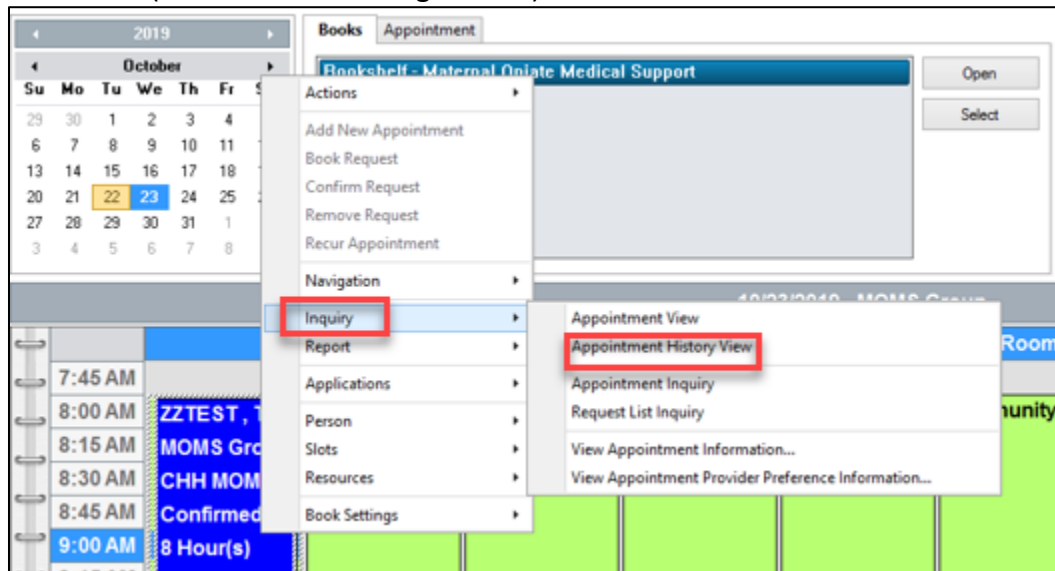 2019
October
Su Mo Tu We Th Fr
29 30 1 2 3 4
6 7 8 9 10 11
13 14 15 16 17 18
20 21 22 23 24 25
27 28 29 30 31 1
3 4 5 6 7 8
Books Appointment
Bookshelf - Maternal Opiate Medical Support
Open
Select
Actions
Add New Appointment
Book Request
Confirm Request
Remove Request
Recur Appointment
Navigation
Inquiry
Report
Applications
Person
Slots
Resources
Book Settings
Appointment View
Appointment History View
Appointment Inquiry
Request List Inquiry
View Appointment Information...
View Appointment Provider Preference Information...
10/23/2019 - MOMS Group
Room
7:45 AM
8:00 AM ZZTEST,
8:15 AM MOMS
8:30 AM CHH MOM
8:45 AM Confirmed
9:00 AM 8 Hour(s)